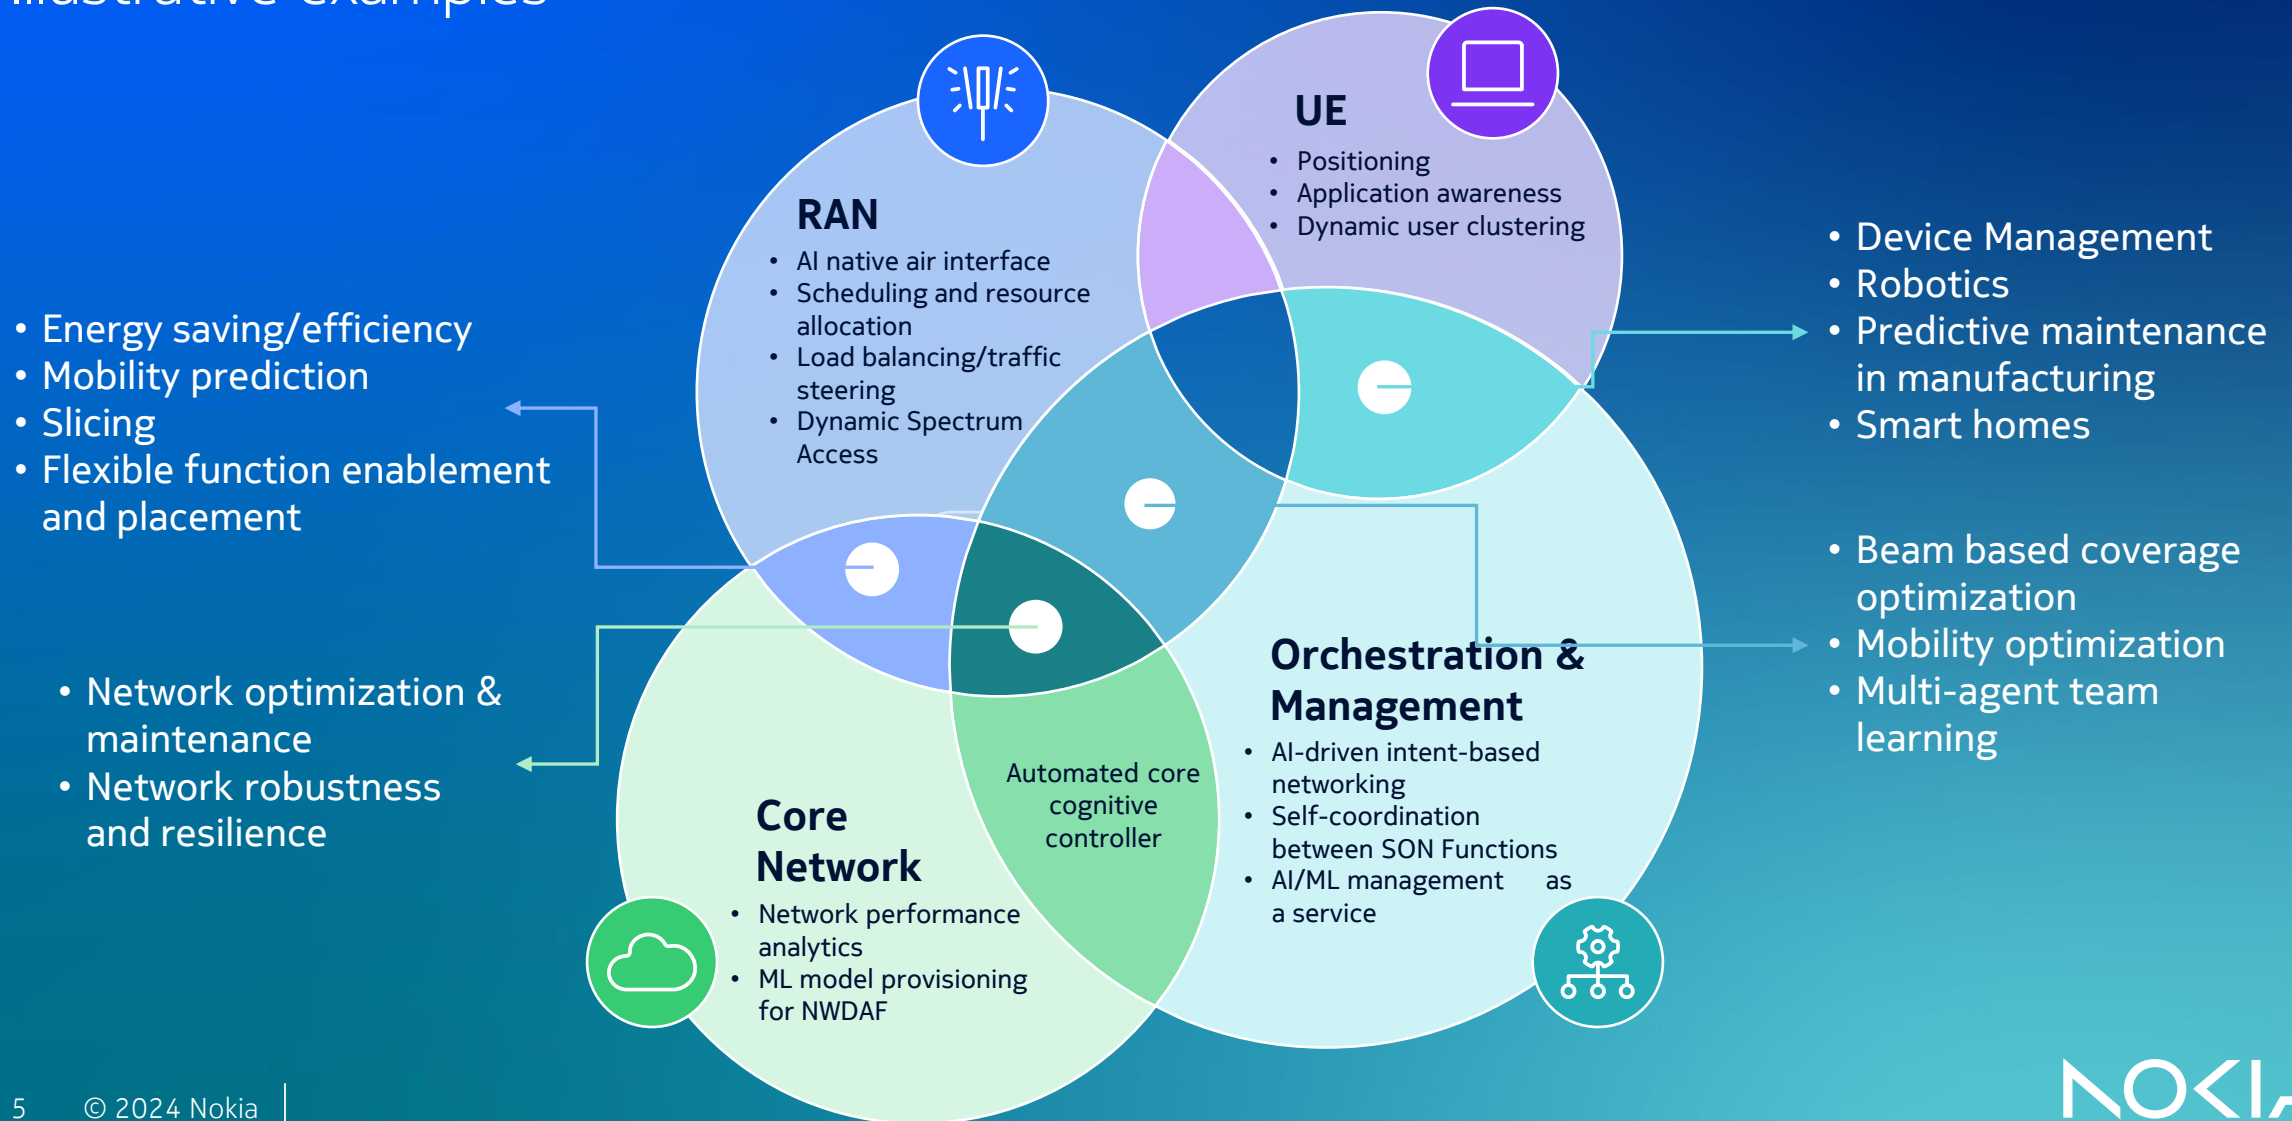 Illustrative examples
UE
• Positioning
• Application awareness
• Dynamic user clustering
RAN
• AI native air interface
• Scheduling and resource
allocation
• Load balancing/traffic
steering
• Dynamic Spectrum
Access
• Energy saving/efficiency
• Mobility prediction
• Slicing
• Flexible function enablement
and placement
• Device Management
• Robotics
• Predictive maintenance
in manufacturing
• Smart homes
• Beam based coverage
optimization
• Mobility optimization
• Multi-agent team
learning
• Network optimization &
maintenance
• Network robustness
and resilience
Orchestration &
Management
• AI-driven intent-based
networking
• Self-coordination
between SON Functions
• AI/ML management as
a service
Automated core
cognitive
controller
Core
Network
• Network performance
analytics
• ML model provisioning
for NWDAF
5 © 2024 Nokia
NOKIA